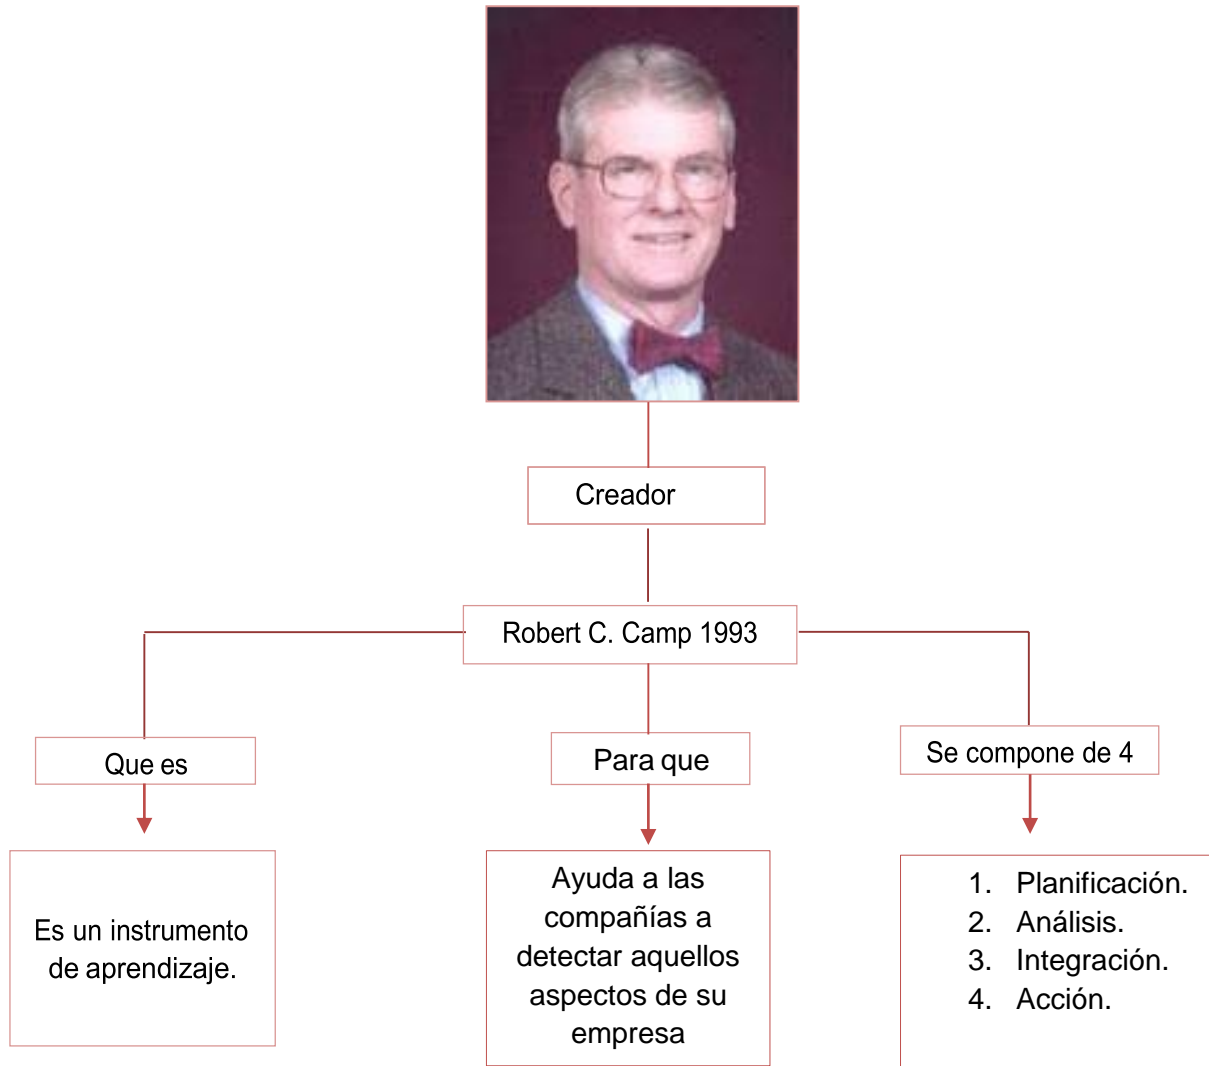 Creador
Robert C. Camp 1993
Que es
Para que
Se compone de 4
Es un instrumento
de aprendizaje.
Ayuda a las
compañías a
detectar aquellos
aspectos de su
empresa
1. Planificación.
2. Análisis.
3. Integración.
4. Acción.